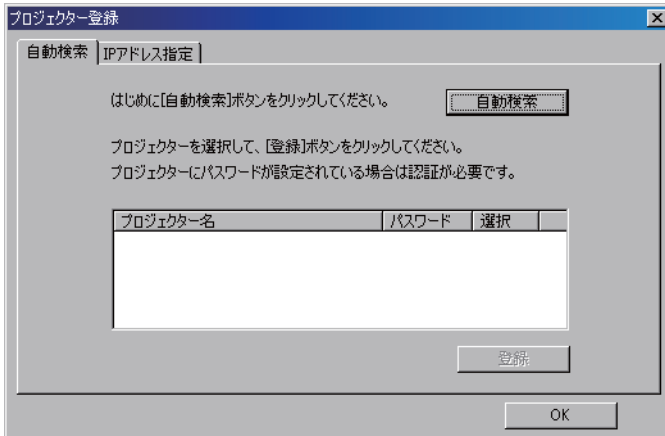 プロジェクター登録
自動検索
IPアドレス指定
はじめに[自動検索]ボタンをクリックしてください。
自動検索
プロジェクターを選択して、[登録]ボタンをクリックしてください。
プロジェクターにパスワードが設定されている場合は認証が必要です。
プロジェクター名 パスワード 選択
登録
OK